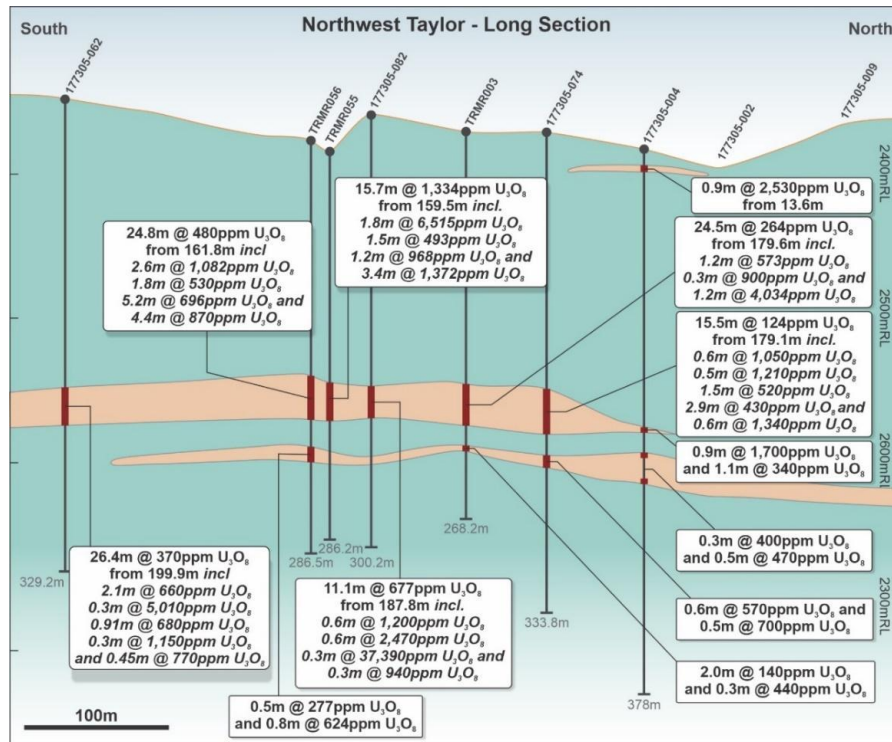 South
Northwest Taylor - Long Section
North
177305-062
TRMR056
TRMR055
177305-082
TRMR003
177305-074
177305-004
177305-002
177305-009
2400mRL
2500mRL
2600mRL
2300mRL
0.9m @ 2,530ppm U₃O₈
from 13.6m
15.7m @ 1,334ppm U₃O₈
from 159.5m incl.
1.8m @ 6,515ppm U₃O₈
1.5m @ 493ppm U₃O₈
1.2m @ 968ppm U₃O₈ and
3.4m @ 1,372ppm U₃O₈
24.8m @ 480ppm U₃O₈
from 161.8m incl
2.6m @ 1,082ppm U₃O₈
1.8m @ 530ppm U₃O₈
5.2m @ 696ppm U₃O₈ and
4.4m @ 870ppm U₃O₈
24.5m @ 264ppm U₃O₈
from 179.6m incl.
1.2m @ 573ppm U₃O₈
0.3m @ 900ppm U₃O₈ and
1.2m @ 4,034ppm U₃O₈
15.5m @ 124ppm U₃O₈
from 179.1m incl.
0.6m @ 1,050ppm U₃O₈
0.5m @ 1,210ppm U₃O₈
1.5m @ 520ppm U₃O₈
2.9m @ 430ppm U₃O₈ and
0.6m @ 1,340ppm U₃O₈
0.9m @ 1,700ppm U₃O₈
and 1.1m @ 340ppm U₃O₈
0.3m @ 400ppm U₃O₈
and 0.5m @ 470ppm U₃O₈
0.6m @ 570ppm U₃O₈ and
0.5m @ 700ppm U₃O₈
2.0m @ 140ppm U₃O₈
and 0.3m @ 440ppm U₃O₈
26.4m @ 370ppm U₃O₈
from 199.9m incl
2.1m @ 660ppm U₃O₈
0.3m @ 5,010ppm U₃O₈
0.91m @ 680ppm U₃O₈
0.3m @ 1,150ppm U₃O₈
and 0.45m @ 770ppm U₃O₈
11.1m @ 677ppm U₃O₈
from 187.8m incl.
0.6m @ 1,200ppm U₃O₈
0.6m @ 2,470ppm U₃O₈
0.3m @ 37,390ppm U₃O₈ and
0.3m @ 940ppm U₃O₈
0.5m @ 277ppm U₃O₈
and 0.8m @ 624ppm U₃O₈
329.2m
286.5m
286.2m
300.2m
268.2m
333.8m
378m
100m